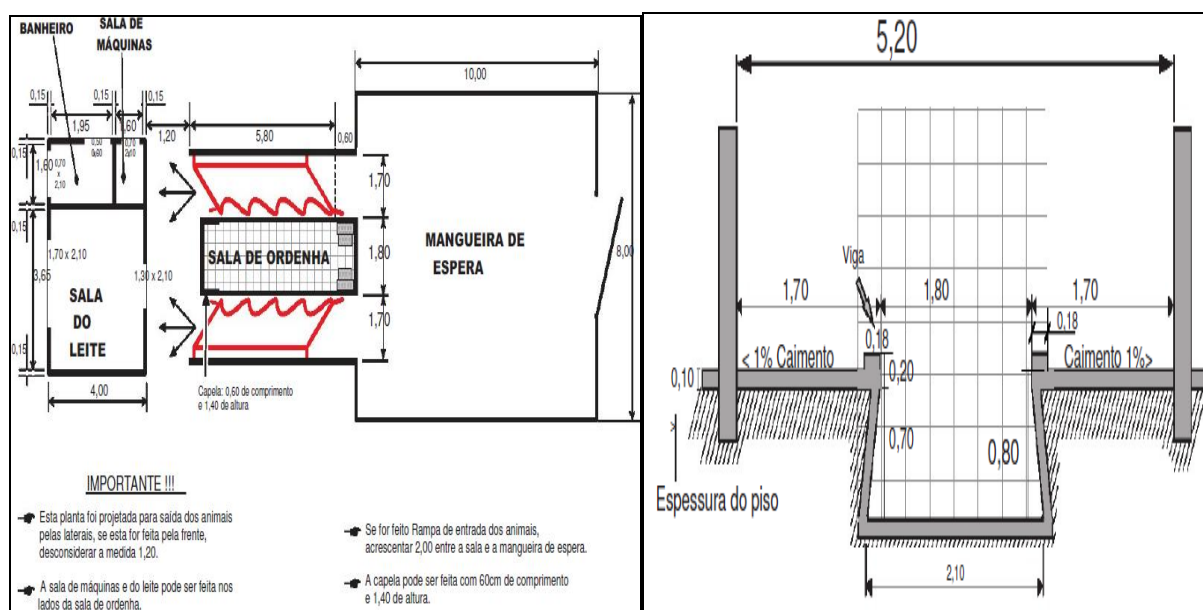 BANHEIRO
SALA DE
MÁQUINAS
10,00
0,15
0,15
0,15
1,95
,60
1,20
5,80
0,60
0,15
1,60
0,70
x
2,10
0,50
0x60
0,70
2x10
1,70
0,15
1,70 x 2,10
3,65
1,30 x 2,10
SALA
DO
LEITE
SALA DE ORDENHA
1,80
MANGUEIRA DE
ESPERA
8,00
1,70
0,15
4,00
Capela: 0,60 de comprimento
e 1,40 de altura
IMPORTANTE !!!
Esta planta foi projetada para saída dos animais
pelas laterais, se esta for feita pela frente,
desconsiderar a medida 1,20.
A sala de máquinas e do leite pode ser feita nos
lados da sala de ordenha.
Se for feito Rampa de entrada dos animais,
acrescentar 2,00 entre a sala e a mangueira de espera.
A capela pode ser feita com 60cm de comprimento
e 1,40 de altura.
5,20
Viga
1,70
1,80
1,70
0,18
0,18
< 1% Caimento
Caimento 1%>
0,10
0,20
0,70
0,80
>
Espessura do piso
2,10